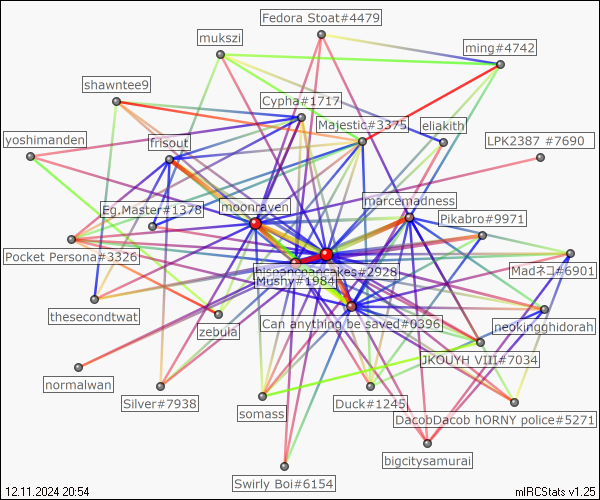 Fedora Stoat#4479
mukszi
ming#4742
shawntee9
Cypha#1717
Majestic#3375
eliakith
yoshimanden
frisout
LPK2387 #7690
moonraven
marcemadness
Eg.Master#1378
Pikabro#9971
Pocket Persona#3326
hispanicpancakes#2928
Madネコ#6901
Mushy#1984
thesecondtwat
zebula
Can anything be saved#0396
neokingghidorah
JKOUYH VIII#7034
normalwan
Silver#7938
somass
Duck#1245
DacobDacob hORNY police#5271
bigcitysamurai
Swirly Boi#6154
12.11.2024 20:54
mIRCStats v1.25